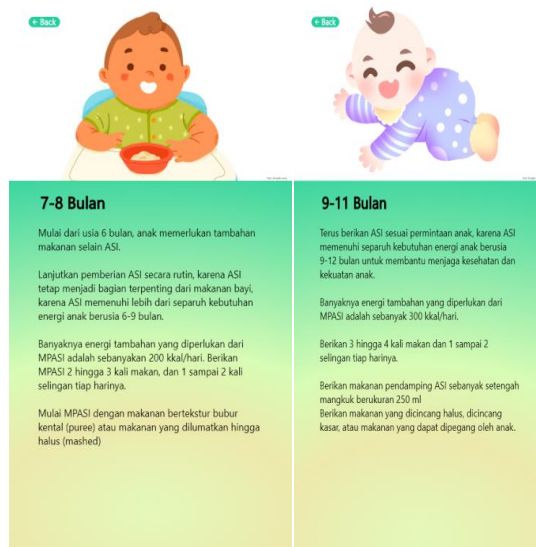 ← Back
7-8 Bulan
Mulai dari usia 6 bulan, anak memerlukan tambahan
makanan selain ASI.
Lanjutkan pemberian ASI secara rutin, karena ASI
tetap menjadi bagian terpenting dari makanan bayi,
karena ASI memenuhi lebih dari separuh kebutuhan
energi anak berusia 6-9 bulan.
Banyaknya energi tambahan yang diperlukan dari
MPASI adalah sebanyakan 200 kkal/hari. Berikan
MPASI 2 hingga 3 kali makan, dan 1 sampai 2 kali
selingan tiap harinya.
Mulai MPASI dengan makanan bertekstur bubur
kental (puree) atau makanan yang dilumatkan hingga
halus (mashed)
← Back
9-11 Bulan
Terus berikan ASI sesuai permintaan anak, karena ASI
memenuhi separuh kebutuhan energi anak berusia
9-12 bulan untuk membantu menjaga kesehatan dan
kekuatan anak.
Banyaknya energi tambahan yang diperlukan dari
MPASI adalah sebanyak 300 kkal/hari.
Berikan 3 hingga 4 kali makan dan 1 sampai 2
selingan tiap harinya.
Berikan makanan pendamping ASI sebanyak setengah
mangkuk berukuran 250 ml
Berikan makanan yang dicincang halus, dicincang
kasar, atau makanan yang dapat dipegang oleh anak.